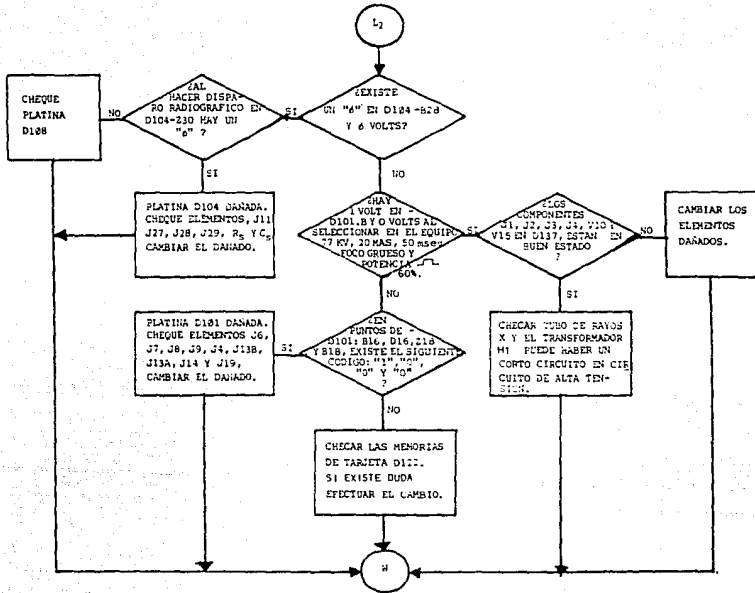 L2
¿EXISTE
UN "6" EN D104-B28
Y 6 VOLTS?
SI
NO
¿AL
HACER DISPA-
RO RADIOGRAFICO EN
D104-Z30 HAY UN
"6" ?
NO
SI
CHEQUE
PLATINA
D108
PLATINA D104 DAÑADA.
CHEQUE ELEMENTOS, J11
J27, J28, J29, R5 Y C5
CAMBIAR EL DAÑADO.
¿HAY
1 VOLT EN -
D101.B Y 0 VOLTS AL
SELECCIONAR EN EL EQUIPO
77 KV, 20 MAS, 50 mseg
FOCO GRUESO Y
POTENCIA
60%.
SI
NO
¿LOS
COMPONENTES
J1, J2, J3, J4, V10 Y
V15 EN D137, ESTAN EN
BUEN ESTADO
?
NO
SI
CAMBIAR LOS
ELEMENTOS
DAÑADOS.
CHECAR TUBO DE RAYOS
X Y EL TRANSFORMADOR
H1 PUEDE HABER UN
CORTO CIRCUITO EN CIR
CUITO DE ALTA TEN-
SION.
¿EN
PUNTOS DE -
D101: B16, D16, Z18
Y B18, EXISTE EL SIGUIENTE
CODIGO: "1", "0",
"0" Y "0"
?
SI
NO
PLATINA D101 DAÑADA.
CHEQUE ELEMENTOS J6,
J7, J8, J9, J4, J13B,
J13A, J14 Y J19,
CAMBIAR EL DAÑADO.
CHECAR LAS MEMORIAS
DE TARJETA D122.
SI EXISTE DUDA
EFECTUAR EL CAMBIO.
W